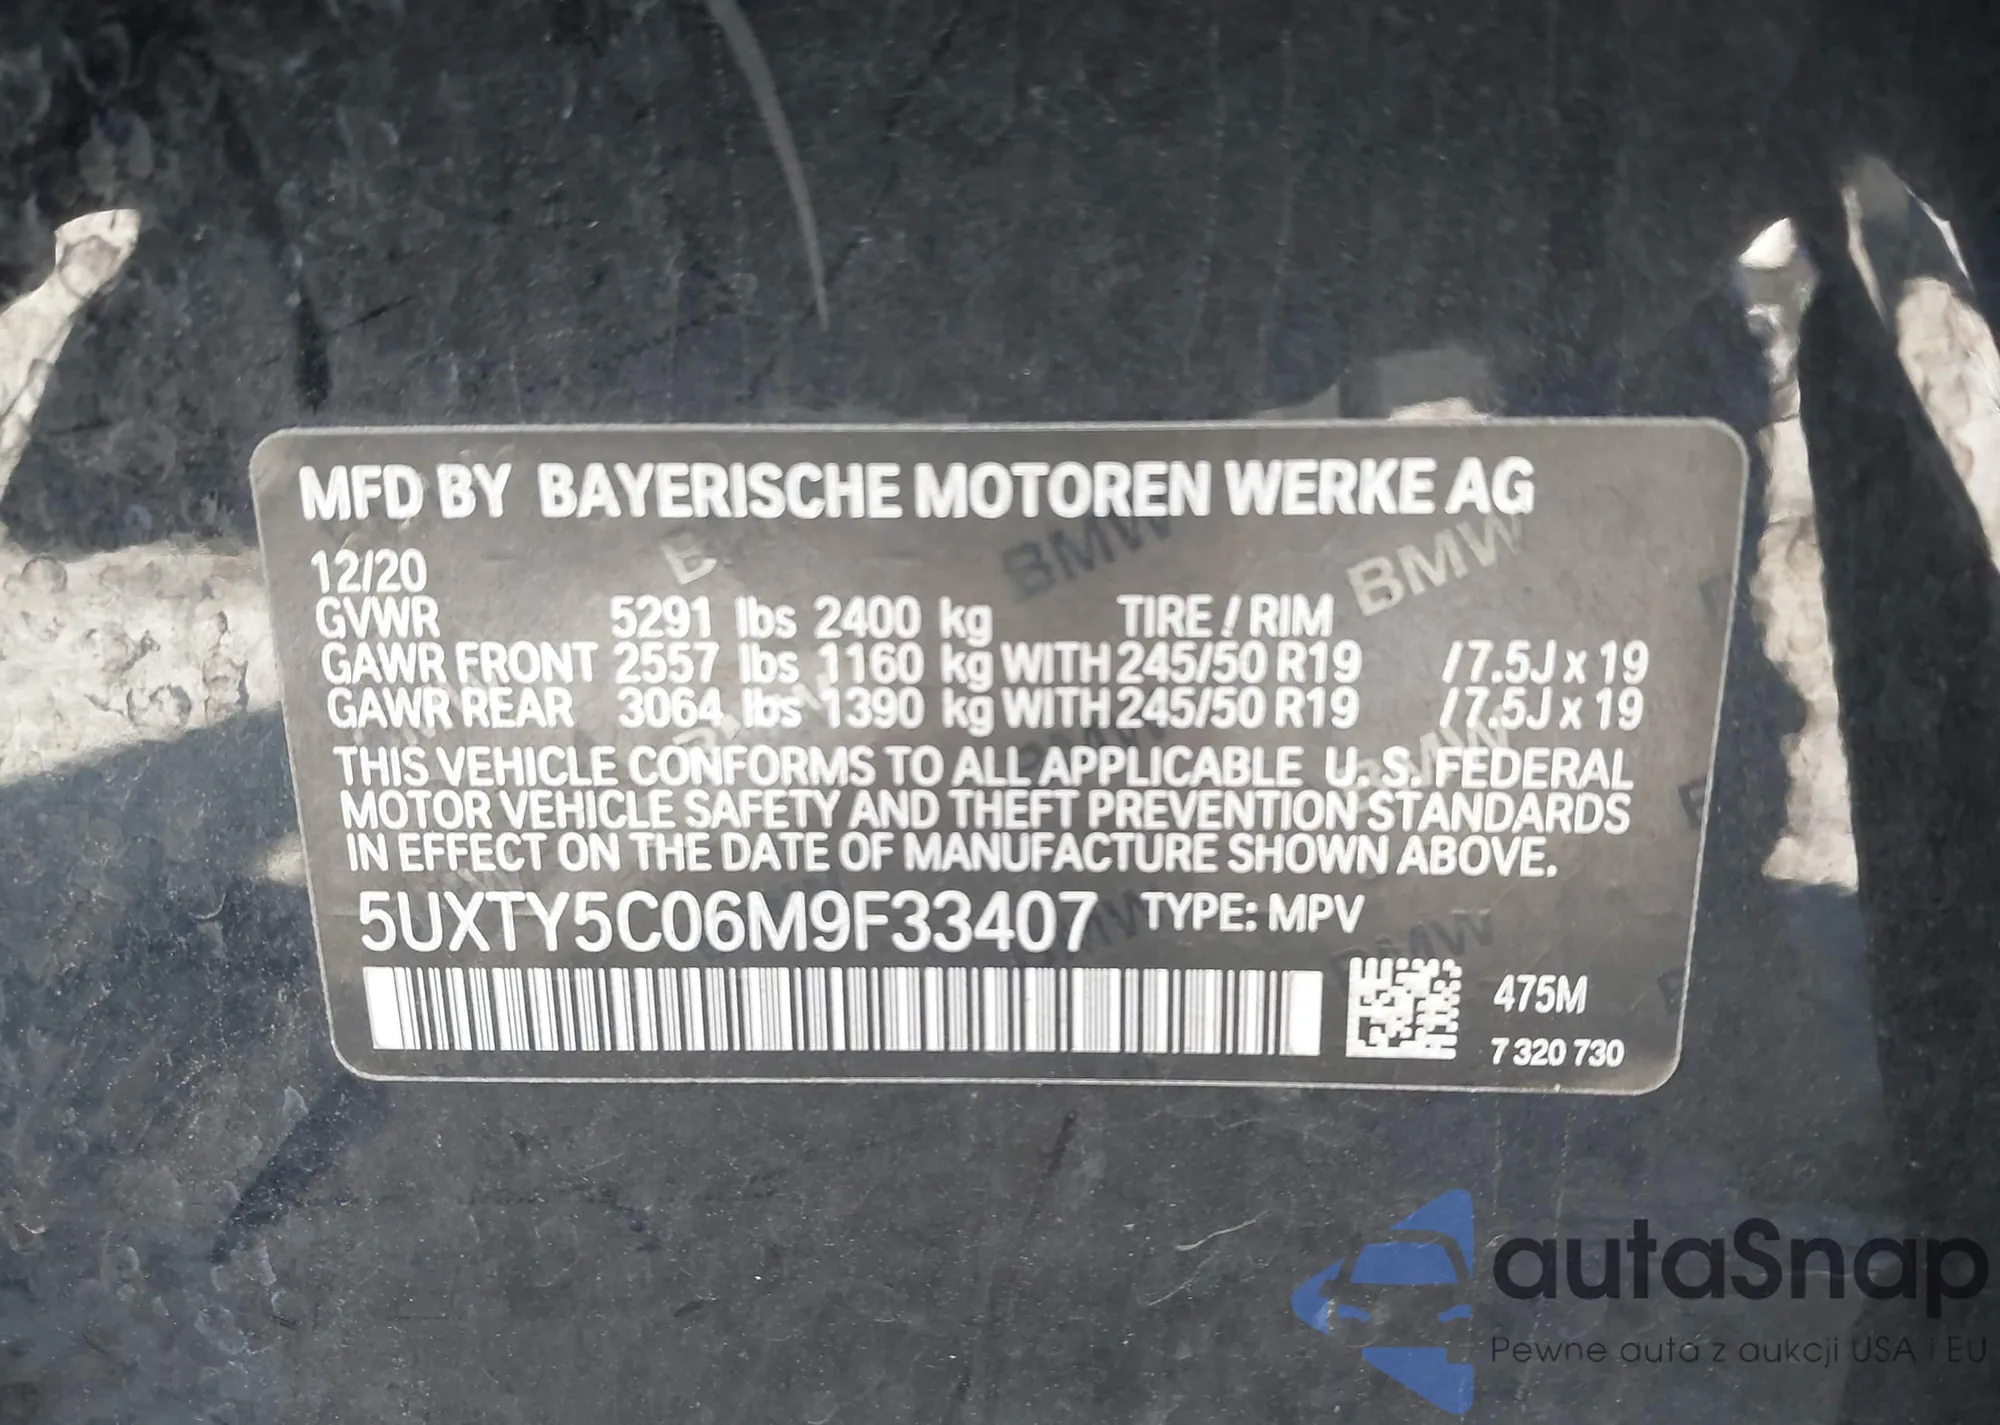 MFD BY BAYERISCHE MOTOREN WERKE AG
12/20
GVWR 5291 lbs 2400 kg TIRE / RIM
GAWR FRONT 2557 lbs 1160 kg WITH 245/50 R19 /7.5J x 19
GAWR REAR 3064 lbs 1390 kg WITH 245/50 R19 /7.5J x 19
THIS VEHICLE CONFORMS TO ALL APPLICABLE U. S. FEDERAL
MOTOR VEHICLE SAFETY AND THEFT PREVENTION STANDARDS
IN EFFECT ON THE DATE OF MANUFACTURE SHOWN ABOVE.
5UXTY5C06M9F33407 TYPE: MPV
475M
7 320 730
BMW
BMW
BMW
BMW
autaSnap
Pewne auta z aukcji USA i EU